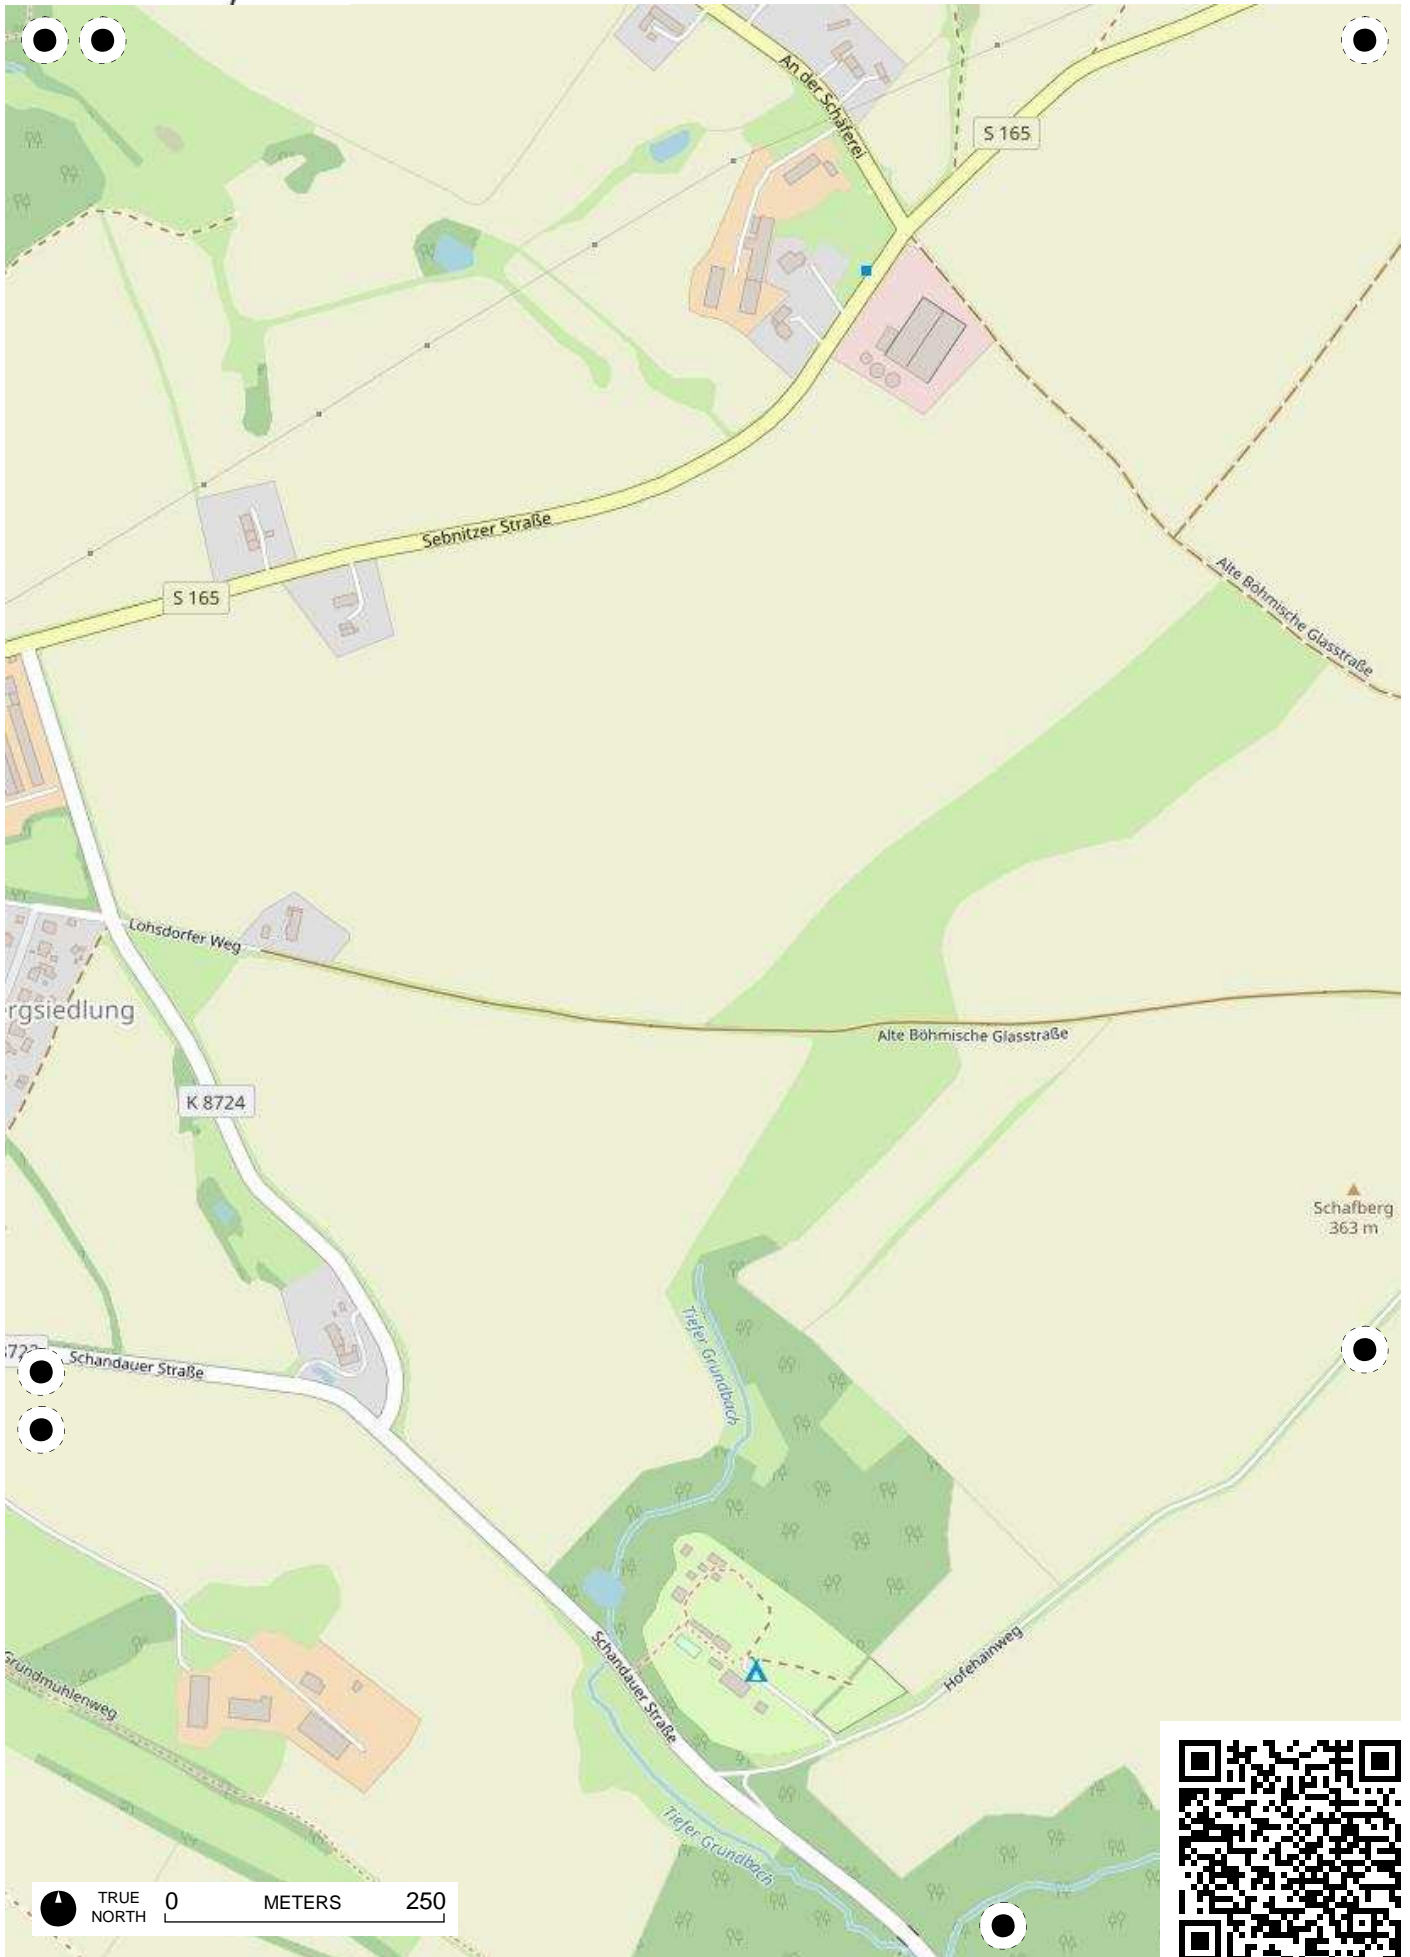 An der Schäferei
S 165
Sebnitzer Straße
S 165
Alte Böhmische Glasstraße
Lohsdorfer Weg
rgsiedlung
Alte Böhmische Glasstraße
K 8724
Schafberg
363 m
Tiefer Grundbach
Schandauer Straße
Hofehainweg
Schandauer Straße
Grundmühlenweg
Tiefer Grundbach
TRUE
NORTH
0 METERS 250